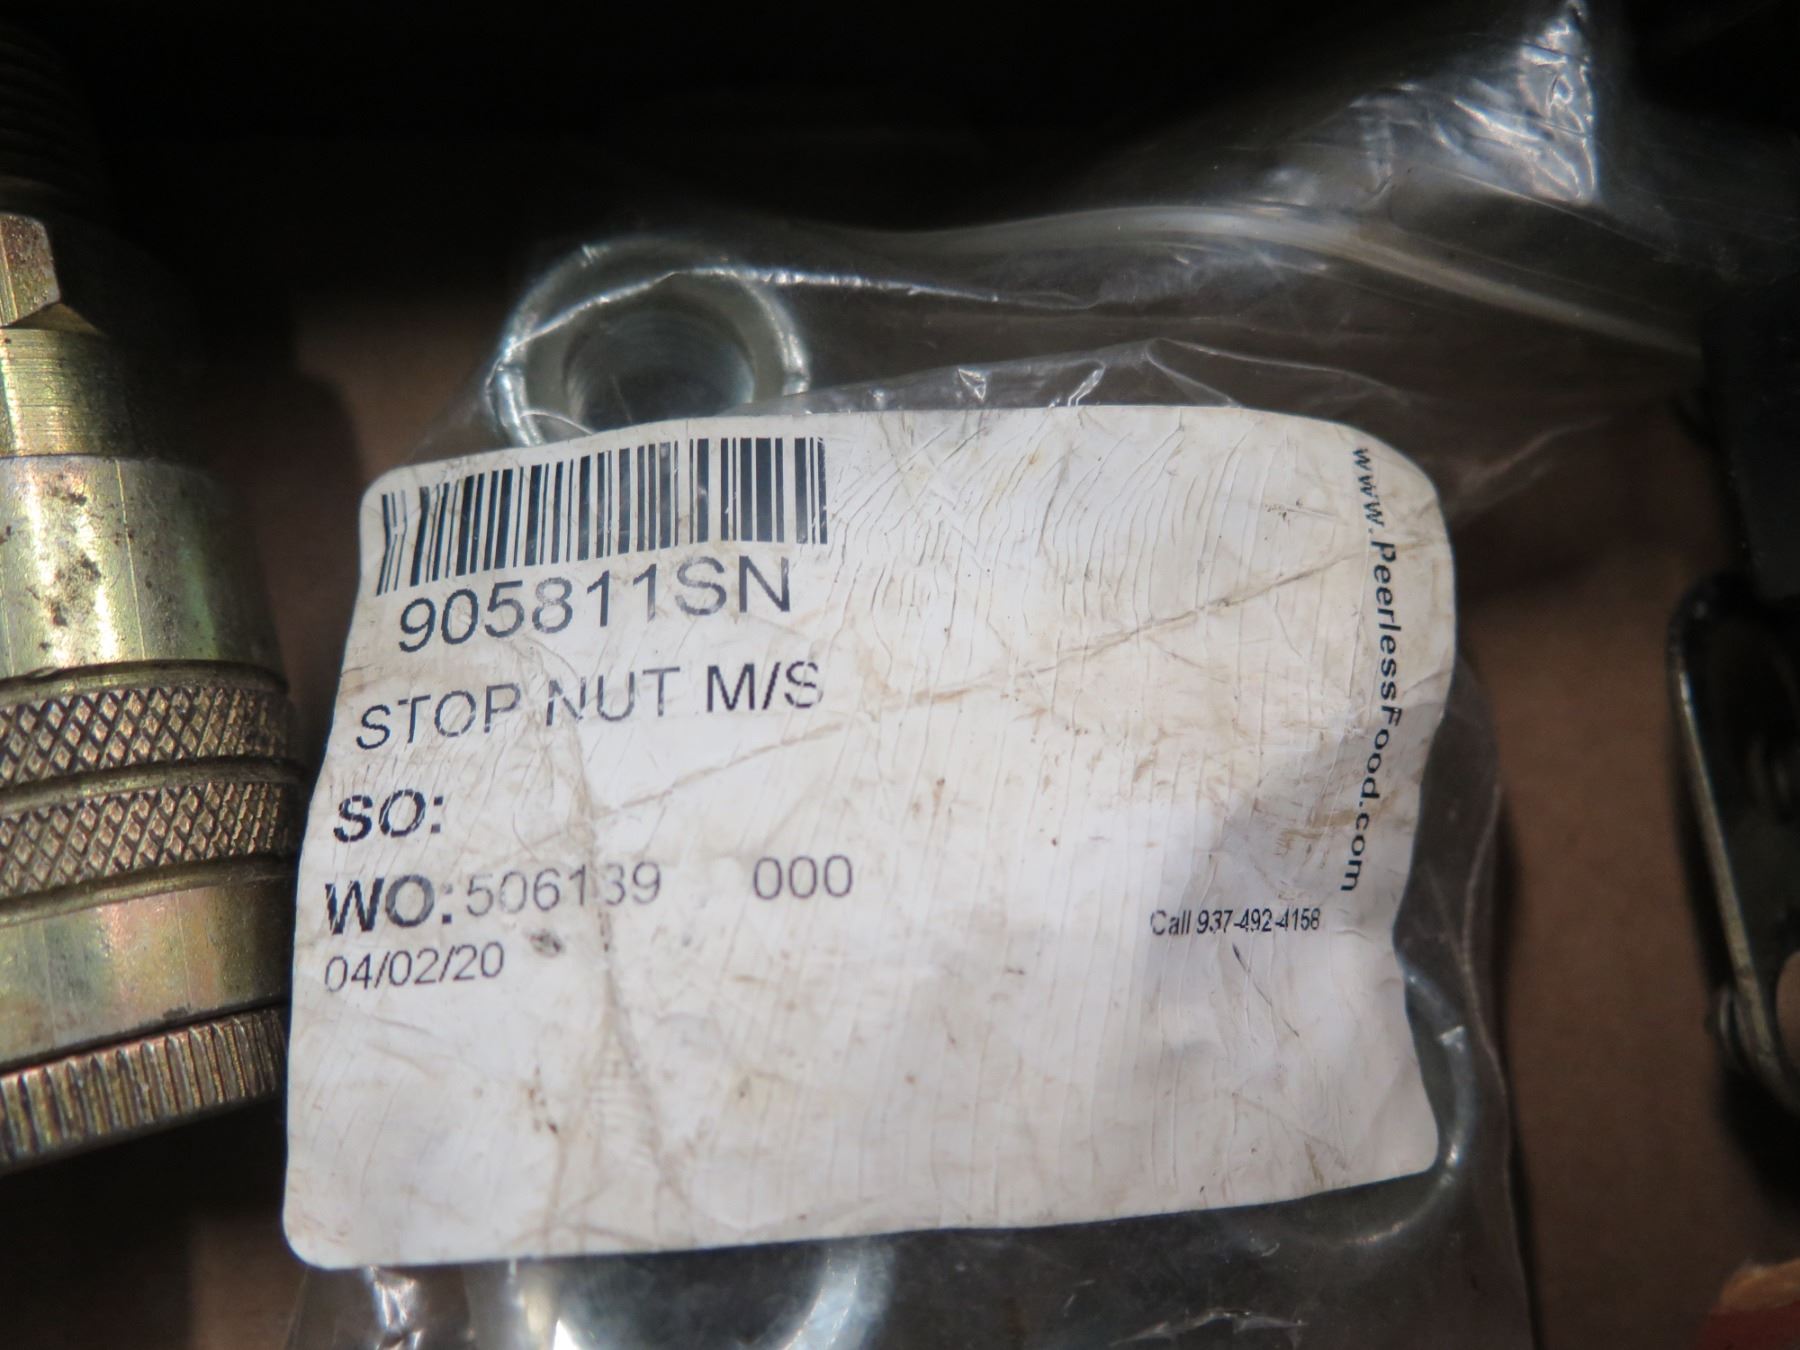 905811SN
STOP NUT M/S
SO:
WO: 506139 000
04/02/20
Call 937-492-4158
www.PeerlessFood.com